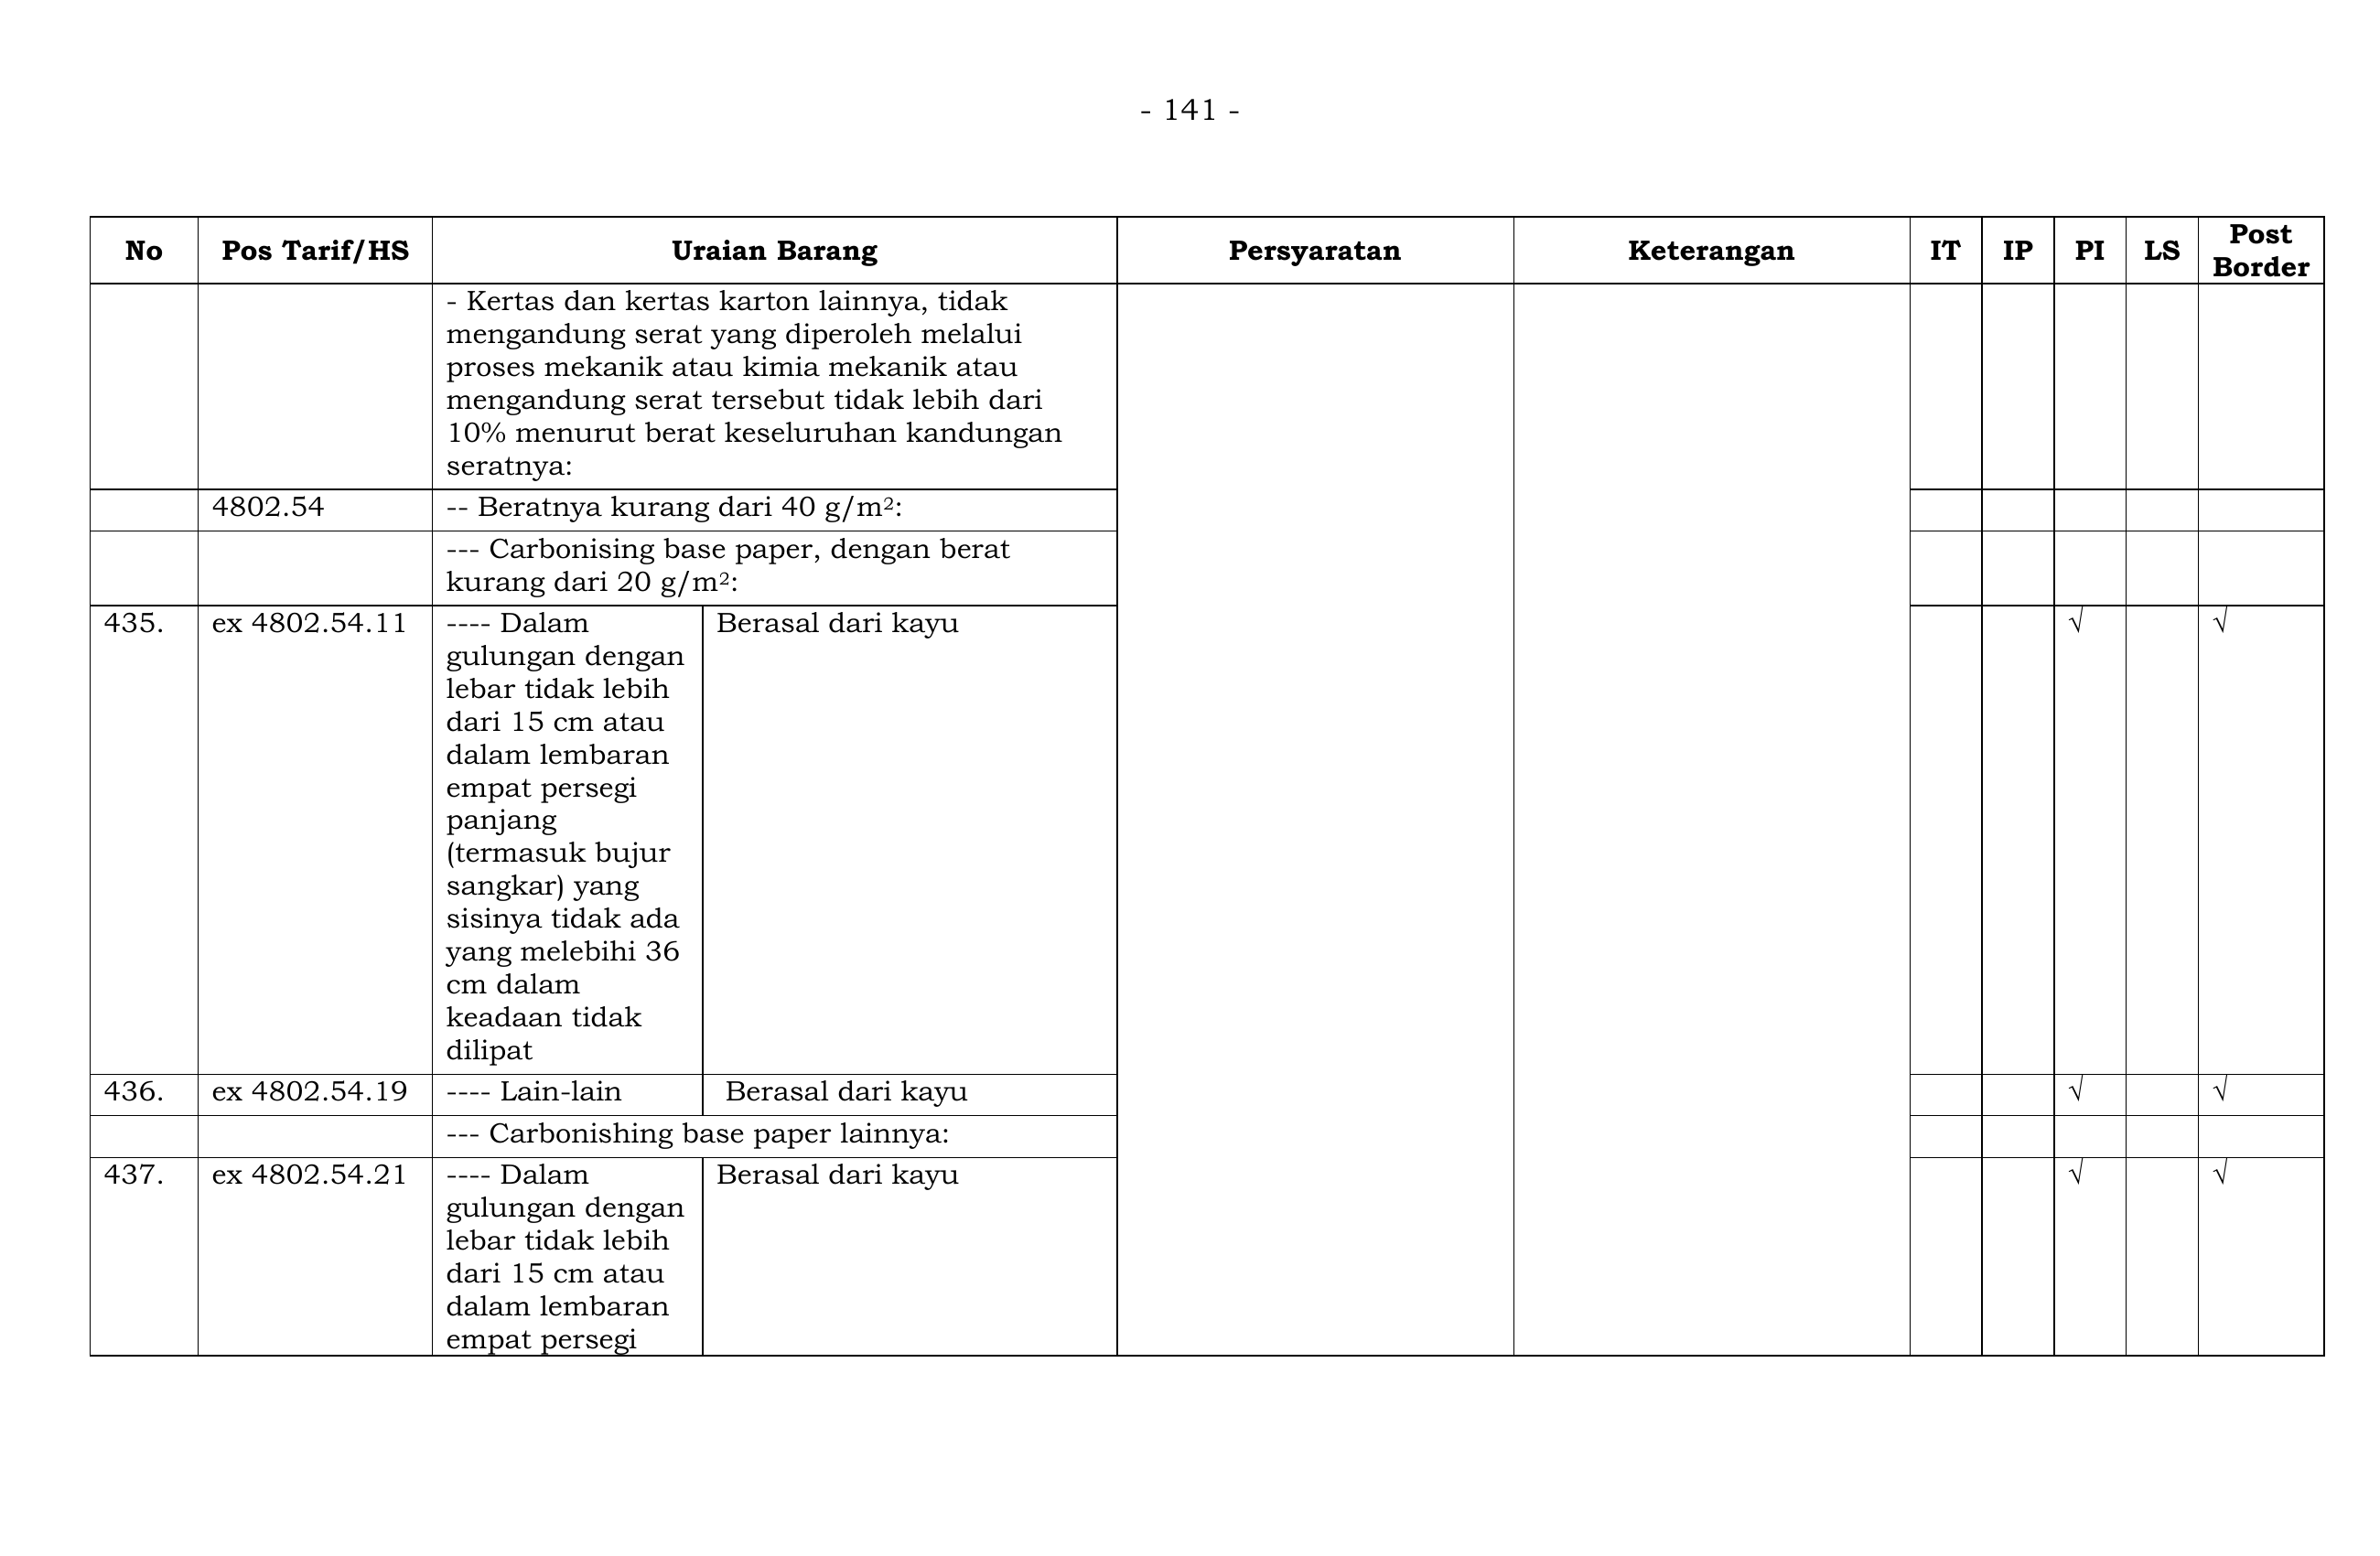 - 141 -
No Pos Tarif/HS Uraian Barang Persyaratan Keterangan IT IP PI LS Post Border
- Kertas dan kertas karton lainnya, tidak
mengandung serat yang diperoleh melalui
proses mekanik atau kimia mekanik atau
mengandung serat tersebut tidak lebih dari
10% menurut berat keseluruhan kandungan
seratnya:
4802.54 -- Beratnya kurang dari 40 g/m²:
--- Carbonising base paper, dengan berat
kurang dari 20 g/m²:
435. ex 4802.54.11 ---- Dalam Berasal dari kayu √ √
gulungan dengan
lebar tidak lebih
dari 15 cm atau
dalam lembaran
empat persegi
panjang
(termasuk bujur
sangkar) yang
sisinya tidak ada
yang melebihi 36
cm dalam
keadaan tidak
dilipat
436. ex 4802.54.19 ---- Lain-lain Berasal dari kayu √ √
--- Carbonishing base paper lainnya:
437. ex 4802.54.21 ---- Dalam Berasal dari kayu √ √
gulungan dengan
lebar tidak lebih
dari 15 cm atau
dalam lembaran
empat persegi